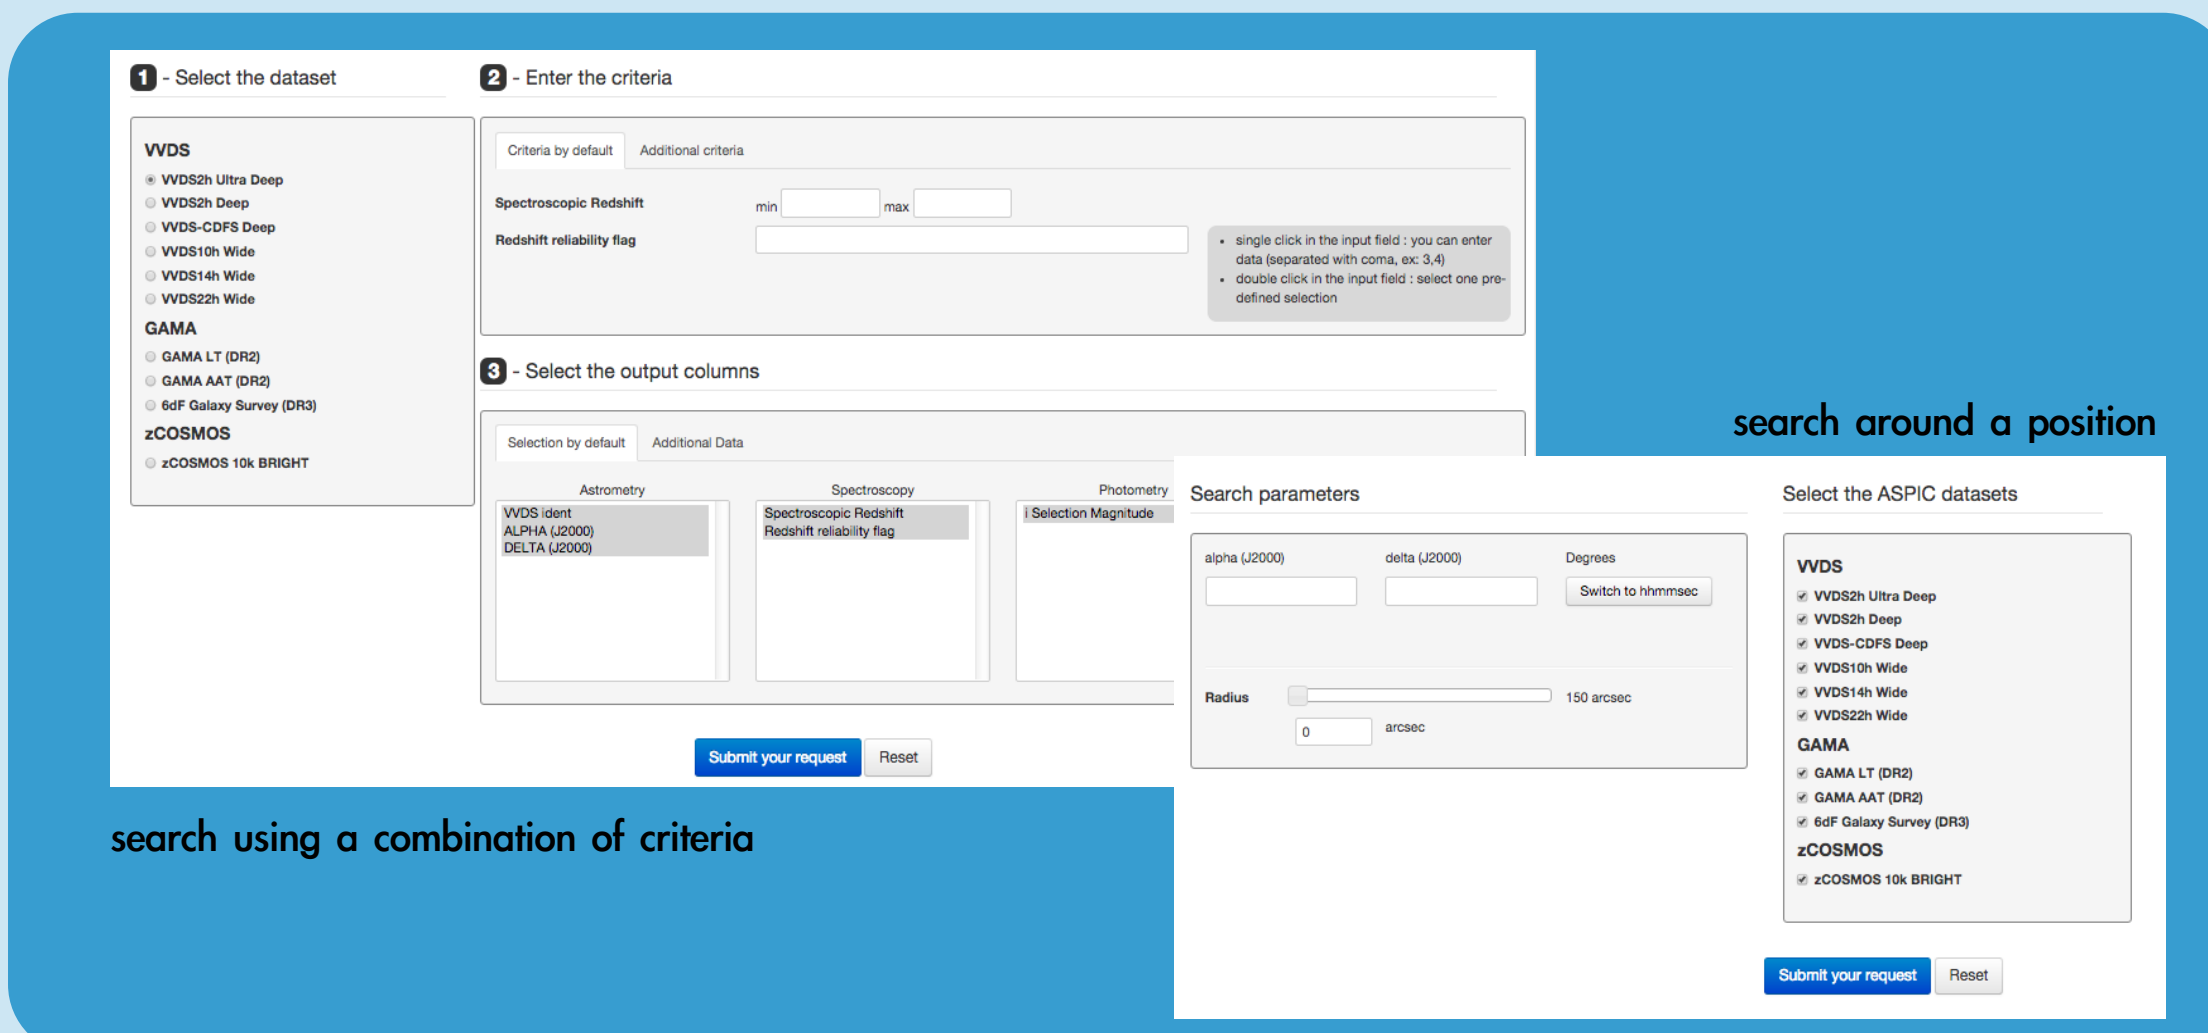 1 - Select the dataset
VVDS
VVDS2h Ultra Deep
VVDS2h Deep
VVDS-CDFS Deep
VVDS10h Wide
VVDS14h Wide
VVDS22h Wide
GAMA
GAMA LT (DR2)
GAMA AAT (DR2)
6dF Galaxy Survey (DR3)
zCOSMOS
zCOSMOS 10k BRIGHT
2 - Enter the criteria
Criteria by default Additional criteria
Spectroscopic Redshift min max
Redshift reliability flag
• single click in the input field : you can enter
data (separated with coma, ex: 3,4)
• double click in the input field : select one pre-
defined selection
3 - Select the output columns
Selection by default Additional Data
Astrometry
VVDS ident
ALPHA (J2000)
DELTA (J2000)
Spectroscopy
Spectroscopic Redshift
Redshift reliability flag
Photometry
i Selection Magnitude
Submit your request Reset
search using a combination of criteria
search around a position
Search parameters
alpha (J2000) delta (J2000) Degrees
Switch to hhmmsec
Radius 150 arcsec
0 arcsec
Select the ASPIC datasets
VVDS
VVDS2h Ultra Deep
VVDS2h Deep
VVDS-CDFS Deep
VVDS10h Wide
VVDS14h Wide
VVDS22h Wide
GAMA
GAMA LT (DR2)
GAMA AAT (DR2)
6dF Galaxy Survey (DR3)
zCOSMOS
zCOSMOS 10k BRIGHT
Submit your request Reset